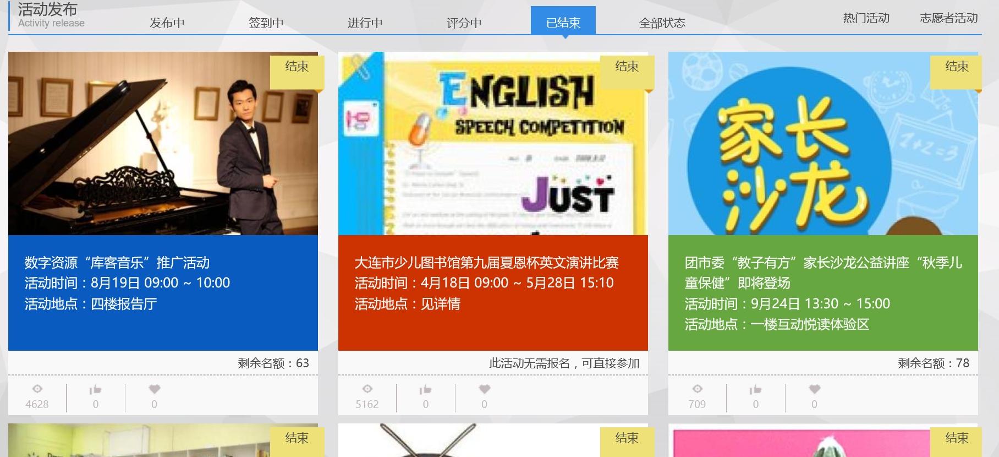 活动发布
Activity release
发布中
签到中
进行中
评分中
已结束
全部状态
热门活动
志愿者活动
结束
结束
结束
ENGLISH
SPEECH COMPETITION
JUST
家长
沙龙
1+2=3
数字资源“库客音乐”推广活动
活动时间：8月19日 09:00 ~ 10:00
活动地点：四楼报告厅
大连市少儿图书馆第九届夏恩杯英文演讲比赛
活动时间：4月18日 09:00 ~ 5月28日 15:10
活动地点：见详情
团市委“教子有方”家长沙龙公益讲座“秋季儿
童保健”即将登场
活动时间：9月24日 13:30 ~ 15:00
活动地点：一楼互动悦读体验区
剩余名额：63
此活动无需报名，可直接参加
剩余名额：78
4628
0
0
5162
0
0
709
0
0
结束
结束
结束